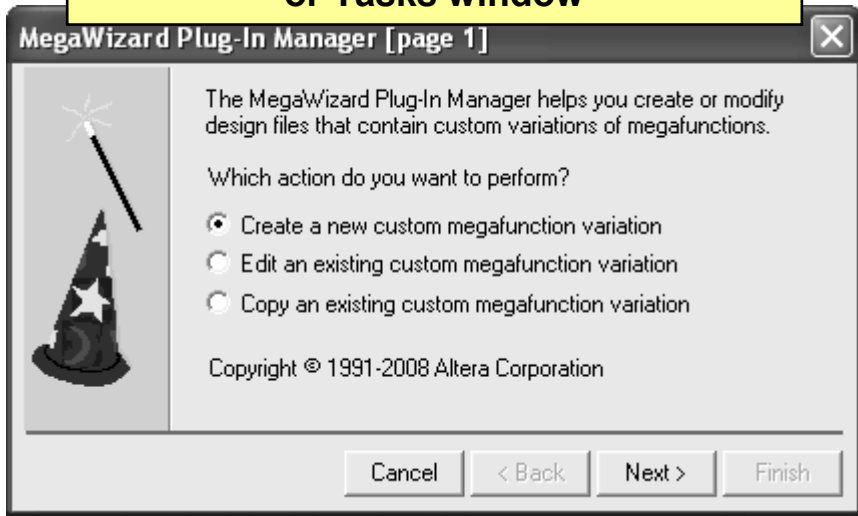 or Tasks window
MegaWizard Plug-In Manager [page 1]
The MegaWizard Plug-In Manager helps you create or modify
design files that contain custom variations of megafunctions.
Which action do you want to perform?
Create a new custom megafunction variation
Edit an existing custom megafunction variation
Copy an existing custom megafunction variation
Copyright © 1991-2008 Altera Corporation
Cancel
< Back
Next >
Finish